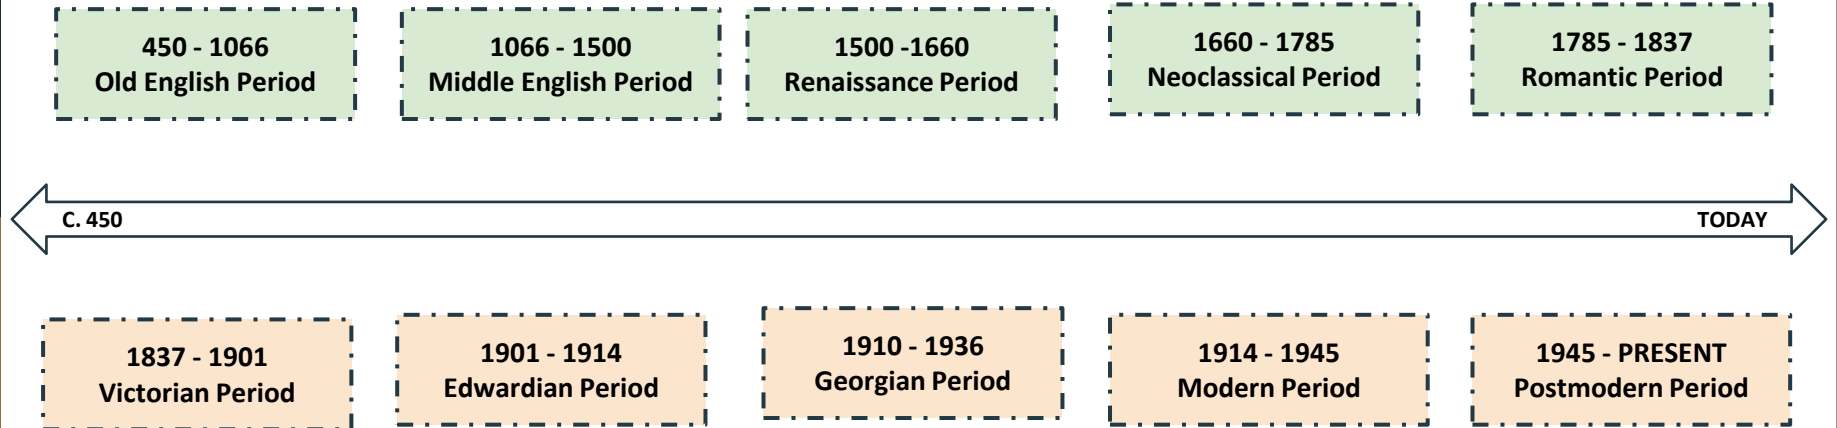 450 - 1066
Old English Period
1066 - 1500
Middle English Period
1500 -1660
Renaissance Period
1660 - 1785
Neoclassical Period
1785 - 1837
Romantic Period
C. 450
TODAY
1837 - 1901
Victorian Period
1901 - 1914
Edwardian Period
1910 - 1936
Georgian Period
1914 - 1945
Modern Period
1945 - PRESENT
Postmodern Period